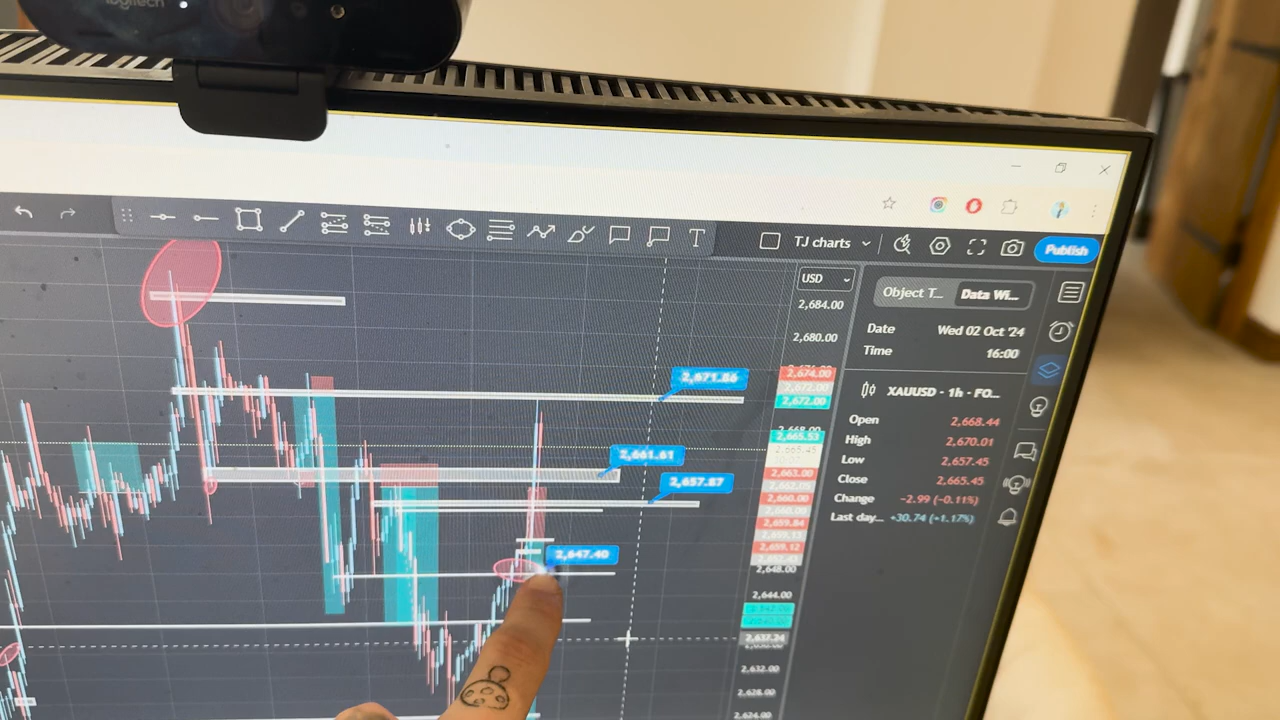 logitech
TJ charts
Publish
USD
Object T...
Data Wi...
2,684.00
2,680.00
Date
Wed 02 Oct '24
Time
16:00
2,671.86
2,674.00
2,672.00
2,672.00
XAUUSD · 1h · FO...
Open
2,668.44
High
2,670.01
Low
2,657.45
Close
2,665.45
Change
−2.99 (−0.11%)
Last day...
+30.74 (+1.17%)
2,665.53
2,665.45
2,661.61
2,663.00
2,657.87
2,660.00
2,659.84
2,659.12
2,647.40
2,648.00
2,644.00
2,637.24
2,632.00
2,628.00
2,624.00